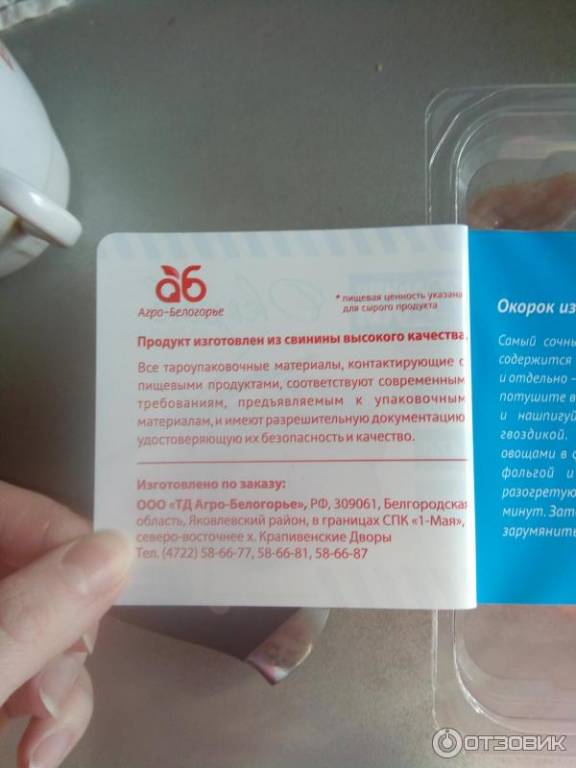 аб
Агро-Белогорье
* пищевая ценность указана
для сырого продукта
Продукт изготовлен из свинины высокого качества.
Все тароупаковочные материалы, контактирующие с
пищевыми продуктами, соответствуют современным
требованиям, предъявляемым к упаковочным
материалам, и имеют разрешительную документацию
удостоверяющую их безопасность и качество.
Изготовлено по заказу:
ООО «ТД Агро-Белогорье», РФ, 309061, Белгородская
область, Яковлевский район, в границах СПК «1-Мая»,
северо-восточнее х. Крапивенские Дворы
Тел. (4722) 58-66-77, 58-66-81, 58-66-87
Окорок из
Самый сочны
содержится
и отдельно –
потушите в
и нашпигуй
гвоздикой.
овощами в
фольгой и
разогретую
минут. Зат
зарумянить
ОТЗОВИК